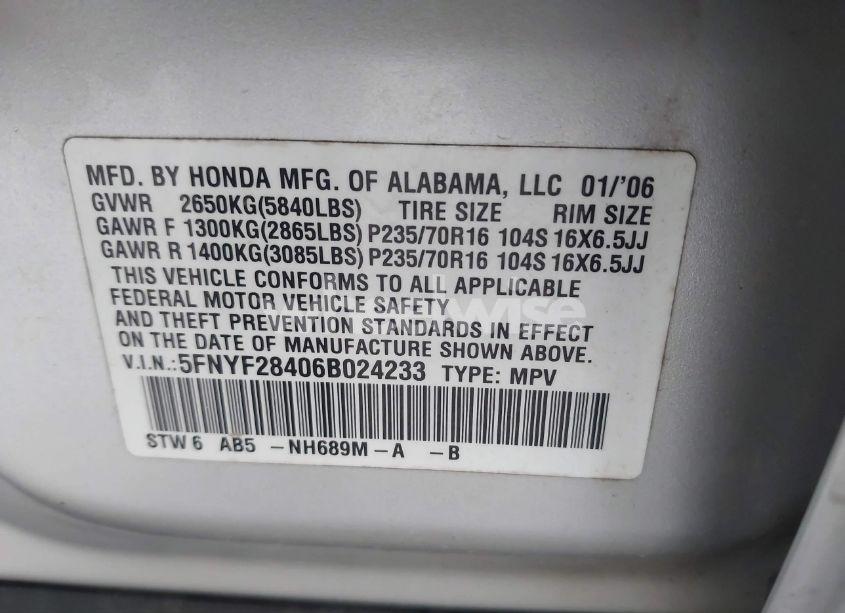 MFD. BY HONDA MFG. OF ALABAMA, LLC 01/'06
GVWR 2650KG(5840LBS) TIRE SIZE RIM SIZE
GAWR F 1300KG(2865LBS) P235/70R16 104S 16X6.5JJ
GAWR R 1400KG(3085LBS) P235/70R16 104S 16X6.5JJ
THIS VEHICLE CONFORMS TO ALL APPLICABLE
FEDERAL MOTOR VEHICLE SAFETY
AND THEFT PREVENTION STANDARDS IN EFFECT
ON THE DATE OF MANUFACTURE SHOWN ABOVE.
V.I.N.:5FNYF28406B024233 TYPE: MPV
STW 6 AB5 -NH689M-A -B